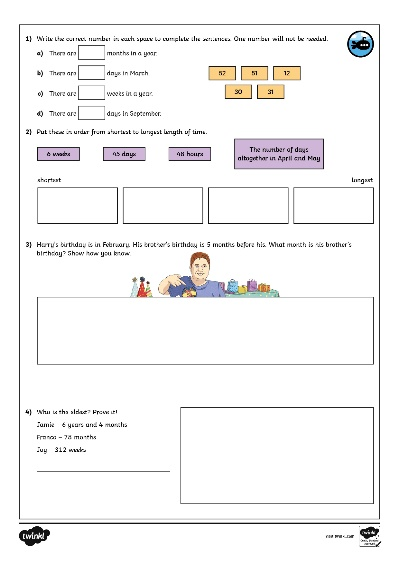 1) Write the correct number in each space to complete the sentences. One number will not be needed.
a) There are months in a year.
b) There are days in March.
c) There are weeks in a year.
d) There are days in September.
52 51 12
30 31
2) Put these in order from shortest to longest length of time.
6 weeks 45 days 48 hours The number of days altogether in April and May
shortest longest
3) Harry's birthday is in February. His brother's birthday is 5 months before his. What month is his brother's
birthday? Show how you know.
4) Who is the oldest? Prove it!
Jamie – 6 years and 4 months
Franco – 78 months
Jay – 312 weeks
twinkl
visit twinkl.com
twinkl